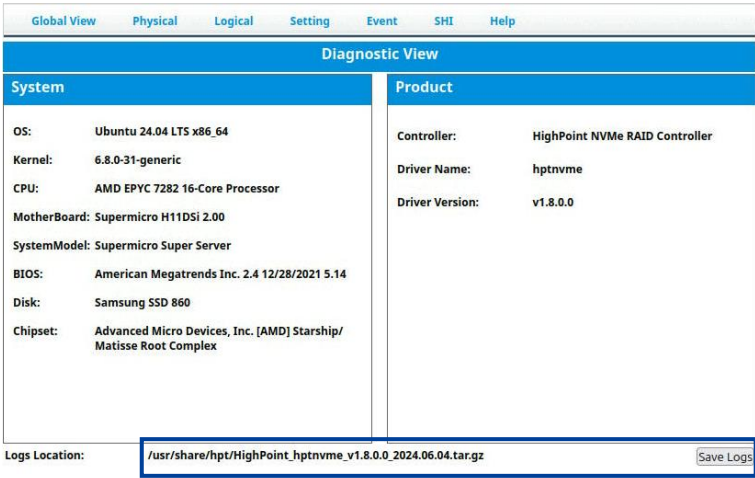 Global View Physical Logical Setting Event SHI Help
Diagnostic View
System
OS: Ubuntu 24.04 LTS x86_64
Kernel: 6.8.0-31-generic
CPU: AMD EPYC 7282 16-Core Processor
MotherBoard: Supermicro H11DSi 2.00
SystemModel: Supermicro Super Server
BIOS: American Megatrends Inc. 2.4 12/28/2021 5.14
Disk: Samsung SSD 860
Chipset: Advanced Micro Devices, Inc. [AMD] Starship/
Matisse Root Complex
Product
Controller: HighPoint NVMe RAID Controller
Driver Name: hptnvme
Driver Version: v1.8.0.0
Logs Location: /usr/share/hpt/HighPoint_hptnvme_v1.8.0.0_2024.06.04.tar.gz Save Logs